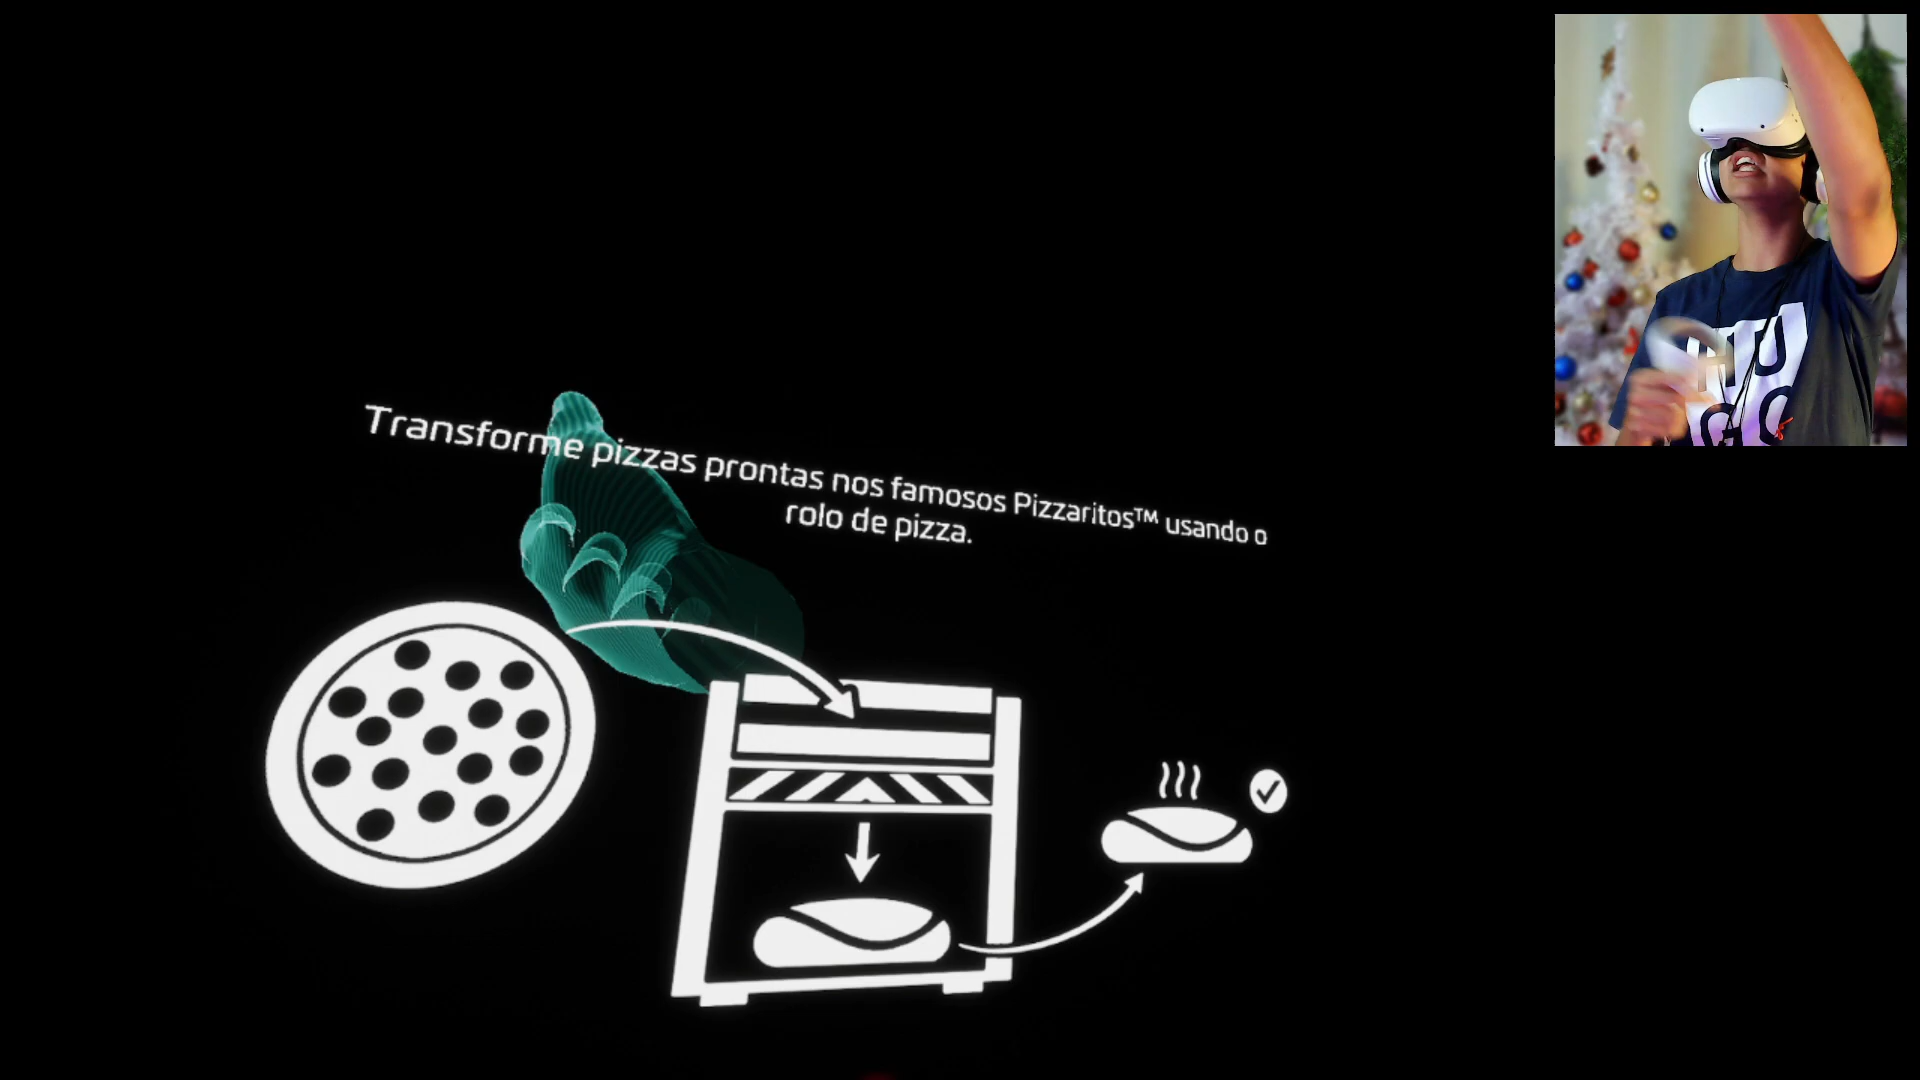 Transforme pizzas prontas nos famosos Pizzaritos™ usando o
rolo de pizza.